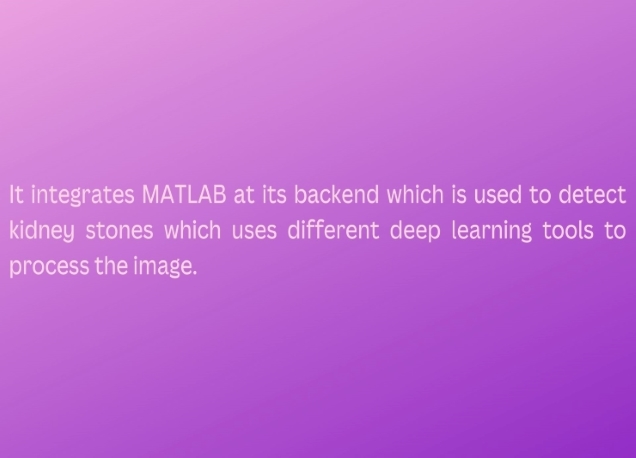 It integrates MATLAB at its backend which is used to detect
kidney stones which uses different deep learning tools to
process the image.